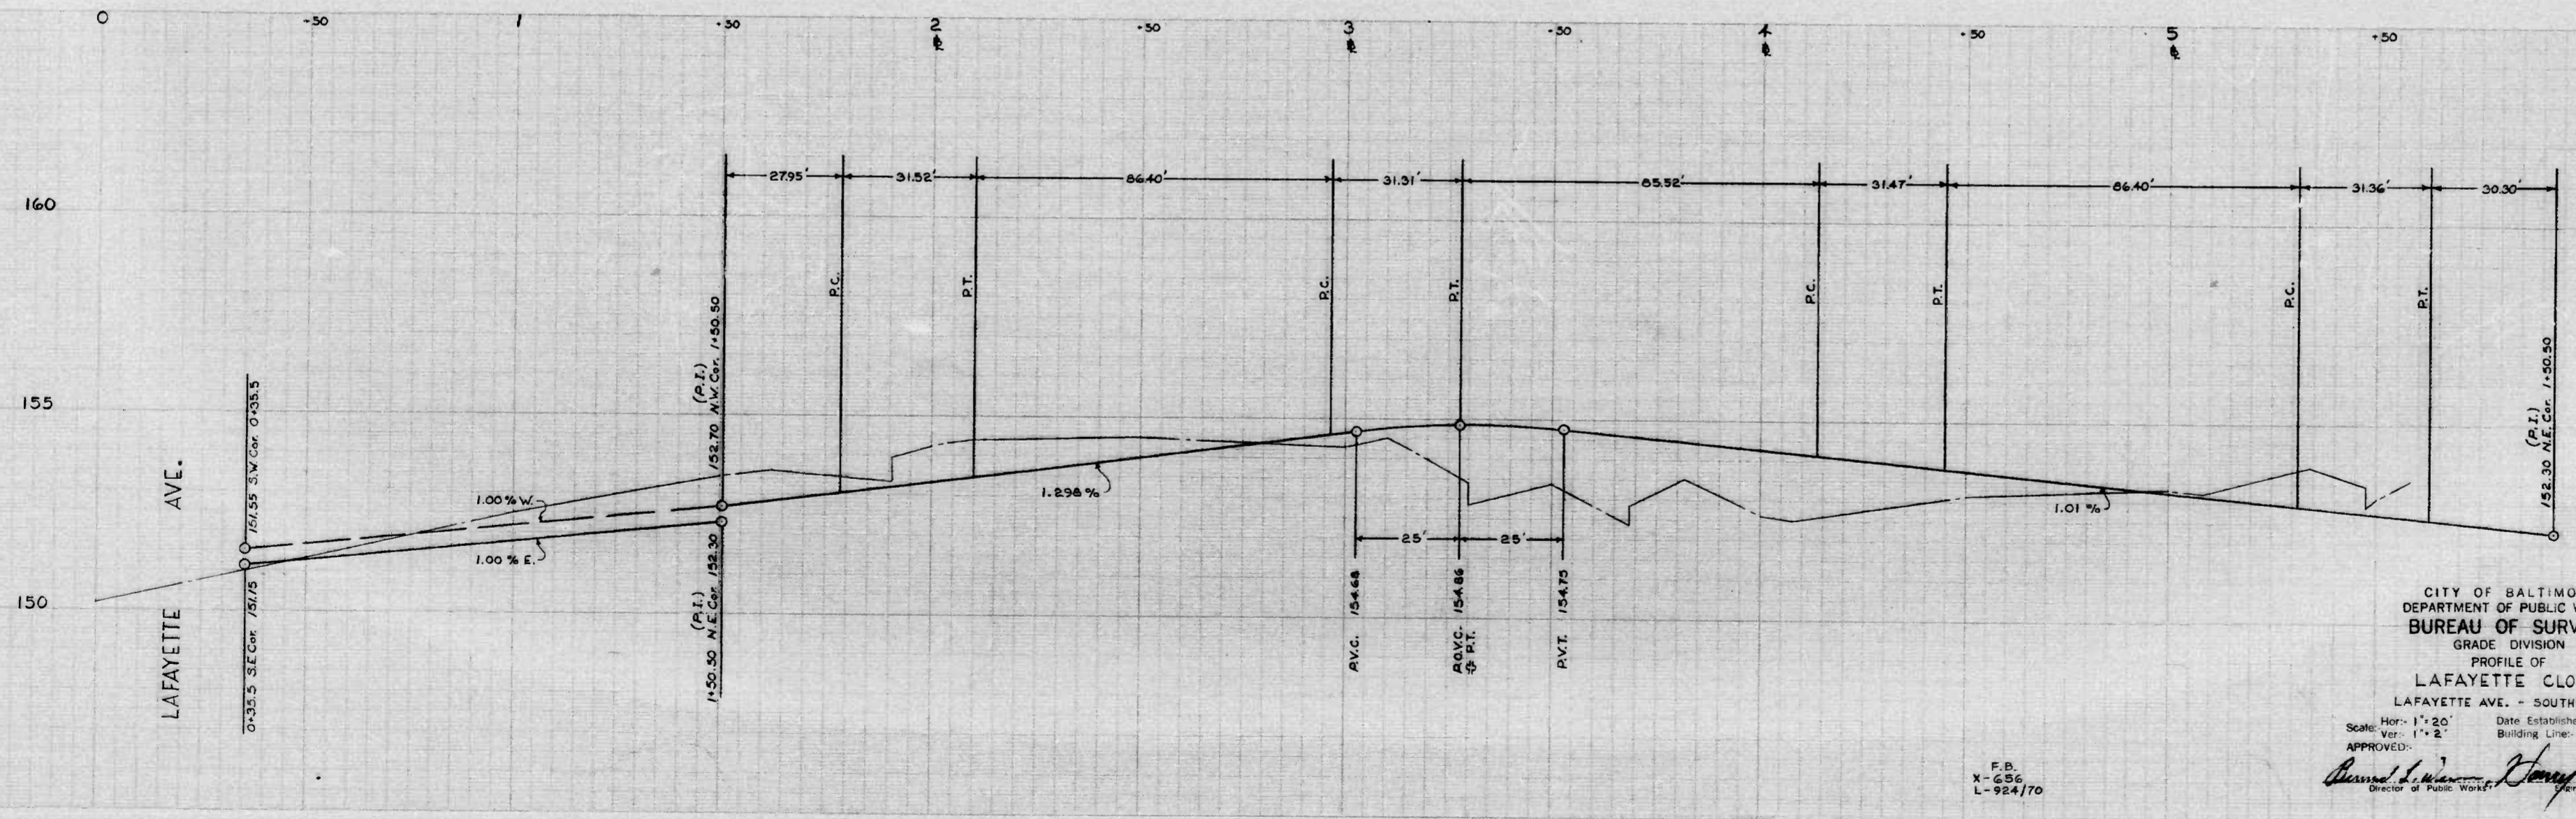 0 +50 1 +50 2 +50 3 +50 4 +50 5 +50
℞ ℞ ℞ ℞
27.95' 31.52' 86.40' 31.31' 85.52' 31.47' 86.40' 31.36' 30.30'
160
155
150
P.C.
P.T.
P.C.
P.T.
P.C.
P.T.
P.C.
P.T.
LAFAYETTE AVE.
151.55 S.W. Cor. 0+35.5
0+35.5 S.E Cor. 151.15
(P.I.)
152.70 N.W. Cor. 1+50.50
(P.I.)
1+50.50 N.E. Cor. 152.30
1.00 % W.
1.00 % E.
1.298 %
1.01 %
25' 25'
P.V.C. 154.68
P.O.V.C. 154.86
& P.T.
P.V.T. 154.75
(P.I.)
152.30 N.E. Cor. 1+50.50
CITY OF BALTIMO
DEPARTMENT OF PUBLIC
BUREAU OF SURV
GRADE DIVISION
PROFILE OF
LAFAYETTE CLO
LAFAYETTE AVE. - SOUTH
Scale:- Hor:- 1"=20' Date Establishe
Ver:- 1"=2' Building Line:-
APPROVED:-
Director of Public Works
F.B.
X-656
L-924/70